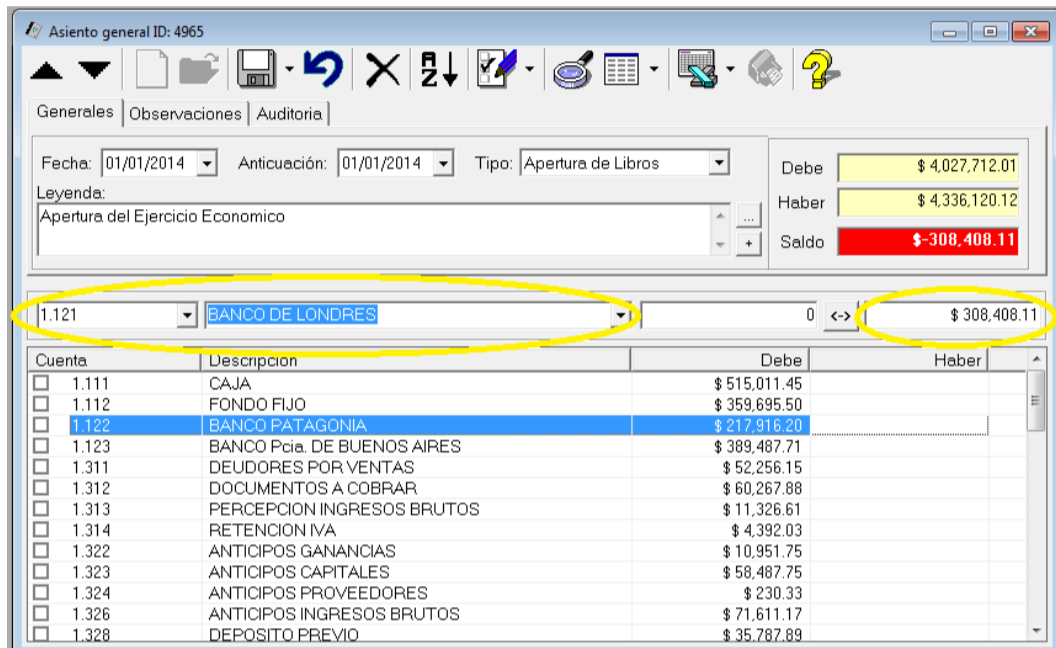 Asiento general ID: 4965
Generales Observaciones Auditoria
Fecha: 01/01/2014 Anticuación: 01/01/2014 Tipo: Apertura de Libros
Debe $ 4,027,712.01
Leyenda:
Apertura del Ejercicio Economico
...
+
Haber $ 4,336,120.12
Saldo $-308,408.11
1.121 BANCO DE LONDRES 0 <-> $ 308,408.11
Cuenta Descripcion Debe Haber
1.111 CAJA $ 515,011.45
1.112 FONDO FIJO $ 359,695.50
1.122 BANCO PATAGONIA $ 217,916.20
1.123 BANCO Pcia. DE BUENOS AIRES $ 389,487.71
1.311 DEUDORES POR VENTAS $ 52,256.15
1.312 DOCUMENTOS A COBRAR $ 60,267.88
1.313 PERCEPCION INGRESOS BRUTOS $ 11,326.61
1.314 RETENCION IVA $ 4,392.03
1.322 ANTICIPOS GANANCIAS $ 10,951.75
1.323 ANTICIPOS CAPITALES $ 58,487.75
1.324 ANTICIPOS PROVEEDORES $ 230.33
1.326 ANTICIPOS INGRESOS BRUTOS $ 71,611.17
1.328 DEPOSITO PREVIO $ 35.787.89